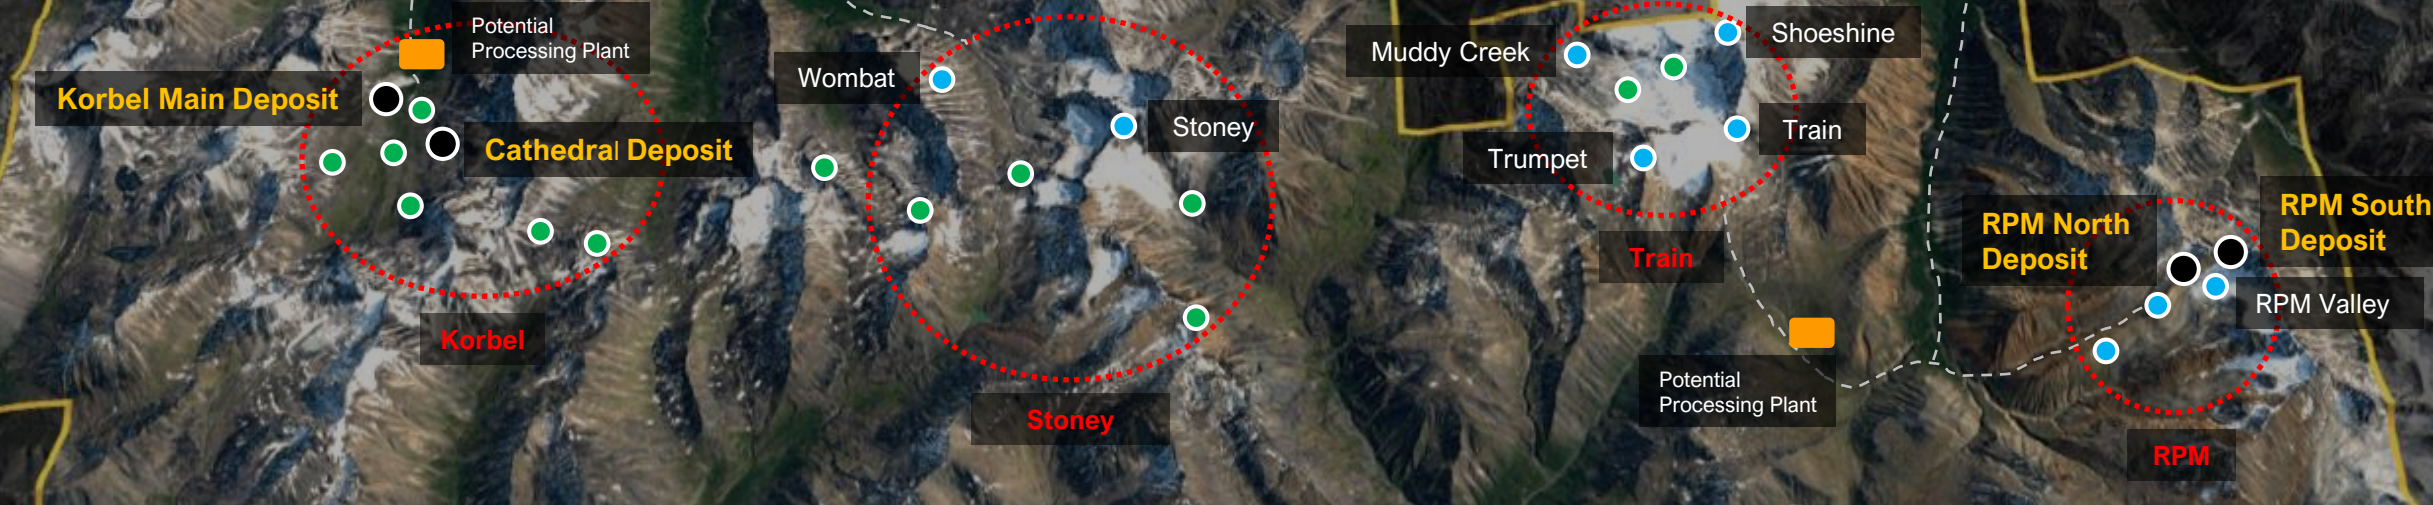 Potential
Processing Plant
Korbel Main Deposit
Cathedral Deposit
Korbel
Wombat
Stoney
Stoney
Muddy Creek
Shoeshine
Trumpet
Train
Train
Potential
Processing Plant
RPM North
Deposit
RPM South
Deposit
RPM Valley
RPM